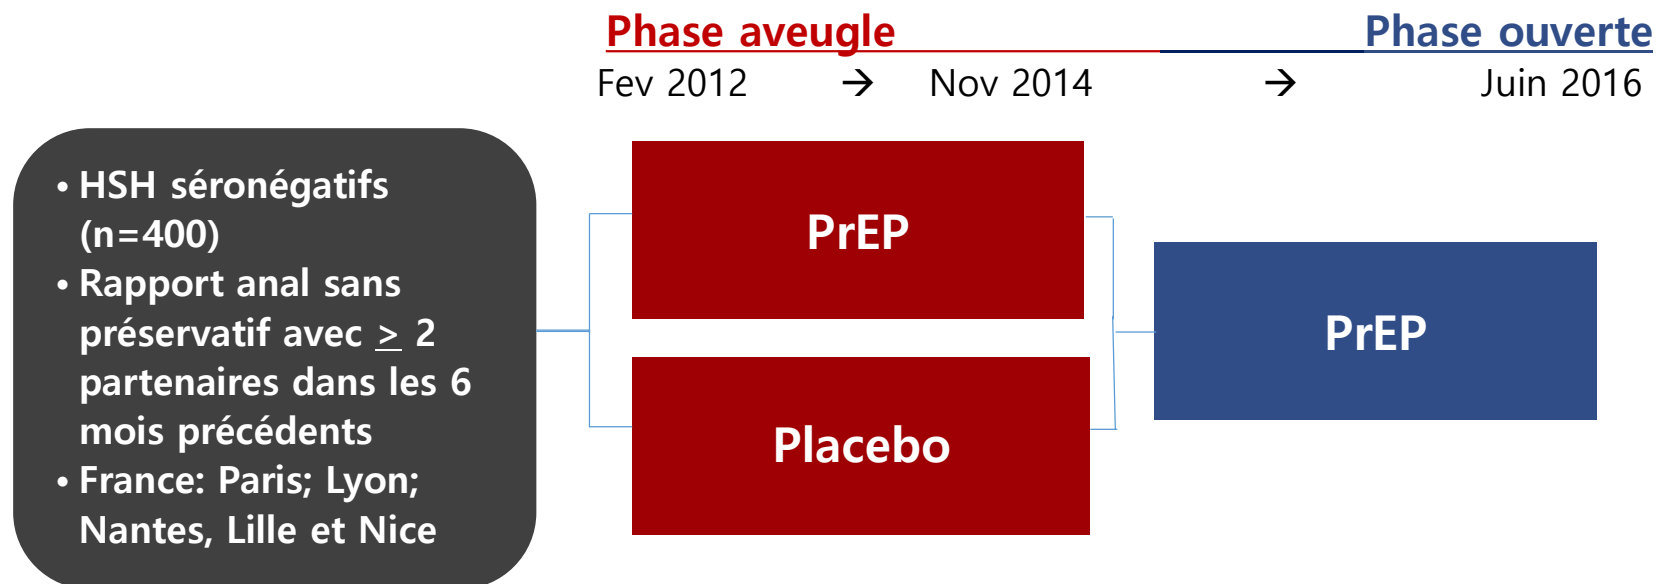 Phase aveugle Phase ouverte
Fev 2012 → Nov 2014 → Juin 2016
• HSH séronégatifs
(n=400)
• Rapport anal sans
préservatif avec > 2
partenaires dans les 6
mois précédents
• France: Paris; Lyon;
Nantes, Lille et Nice
PrEP
Placebo
PrEP